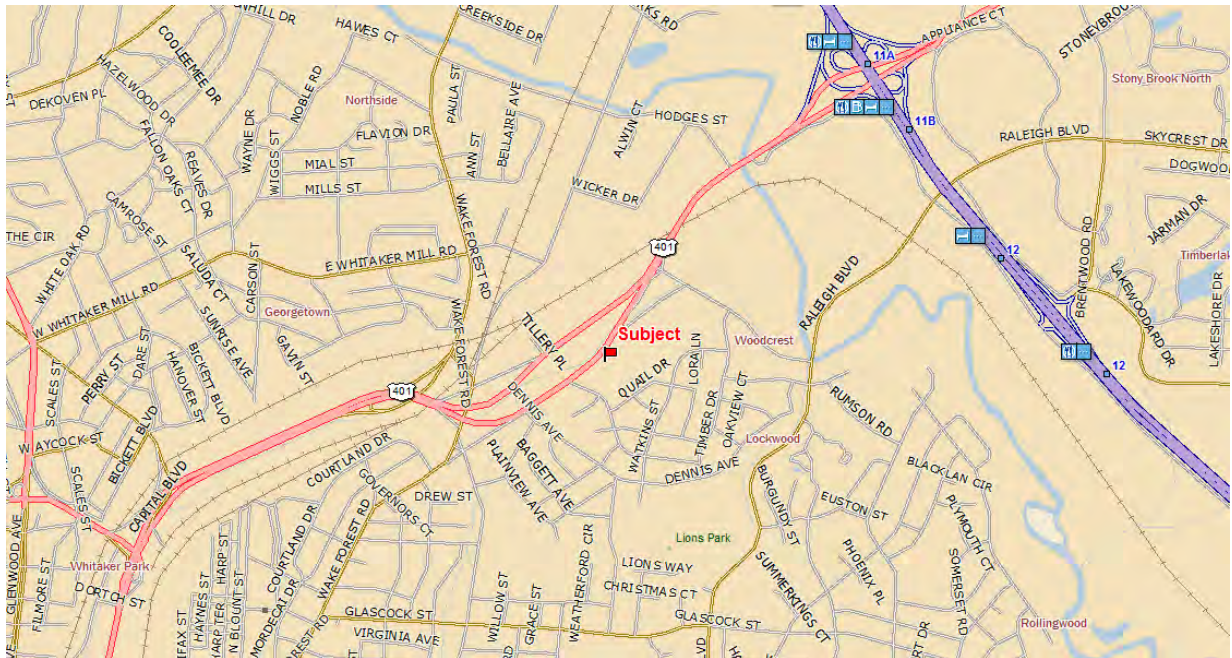 CREEKSIDE DR
HAWES CT
APPLIANCE CT
COOLEEMEE DR
NOBLE RD
11A
HAZELWOOD DR
PAULA ST
Stony Brook North
DEKOVEN PL
Northside
BELLAIRE AVE
ALWIN CT
HODGES ST
11B
WAYNE DR
FLAVION DR
RALEIGH BLVD
SKYCREST DR
FALLON OAKS CT
REAVES DR
WIGGS ST
MIAL ST
ANN ST
MILLS ST
WICKER DR
JARMAN DR
CAMROSE ST
WAKE FOREST RD
401
THE CIR
WHITE OAK RD
SALUDA CT
CARSON ST
E WHITAKER MILL RD
12
BRENTWOOD RD
W WHITAKER MILL RD
Georgetown
RALEIGH BLVD
LAKEWOODARD DR
LAKESHORE DR
SUNRISE AVE
WAKE FOREST RD
TILLERY PL
Subject
Woodcrest
GAVIN ST
LORA LN
SCALES ST
PERRY ST
DARE ST
BICKETT BLVD
HANOVER ST
401
QUAIL DR
12
DENNIS AVE
TIMBER DR
OAKVIEW CT
RUMSON RD
W AYCOCK ST
BICKETT BLVD
COURTLAND DR
WATKINS ST
Lockwood
SCALES ST
CAPITAL BLVD
GOVERNORS CT
PLAINVIEW AVE
BAGGETT AVE
DENNIS AVE
BLACKLAN CIR
DREW ST
BURGUNDY ST
EUSTON ST
GLENWOOD AVE
COURTLAND DR
WAKE FOREST RD
PLYMOUTH CT
Lions Park
Whitaker Park
WEATHERFORD CIR
LIONS WAY
PHOENIX PL
FILMORE ST
DORTCH ST
HAYNES ST
HARP ST
N BLOUNT ST
MORDECAI DR
WILLOW ST
GRACE ST
CHRISTMAS CT
SUMMERKINGS CT
SOMERSET RD
GLASCOCK ST
GLASCOCK ST
Rollingwood
VIRGINIA AVE